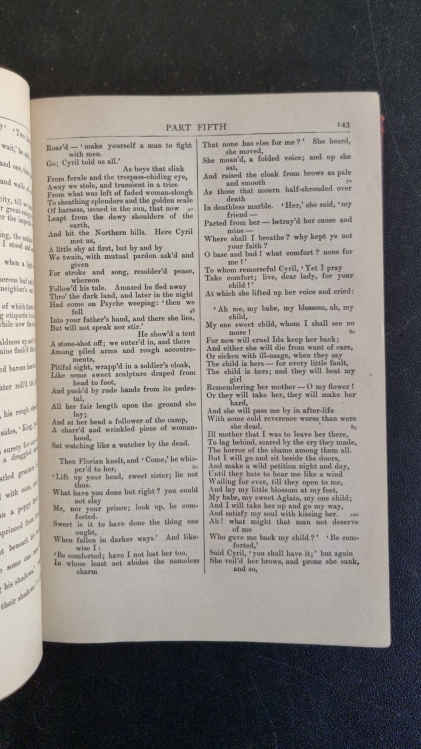 PART FIFTH
143
Roar'd — 'make yourself a man to fight
with men.
Go; Cyril told us all.'
As boys that slink
From ferule and the trespass-chiding eye,
Away we stole, and transient in a trice
From what was left of faded woman-slough
To sheathing splendors and the golden scale
Of harness, issued in the sun, that now
Leapt from the dewy shoulders of the
earth,
And hit the Northern hills. Here Cyril
met us,
A little shy at first, but by and by
We twain, with mutual pardon ask'd and
given
For stroke and song, resolder'd peace,
whereon
Follow'd his tale. Amazed he fled away
Thro' the dark land, and later in the night
Had come on Psyche weeping: 'then we
fell
Into your father's hand, and there she lies,
But will not speak nor stir.'
He show'd a tent
A stone-shot off; we enter'd in, and there
Among piled arms and rough accoutre-
ments,
Pitiful sight, wrapp'd in a soldier's cloak,
Like some sweet sculpture draped from
head to foot,
And push'd by rude hands from its pedes-
tal,
All her fair length upon the ground she
lay;
And at her head a follower of the camp,
A charr'd and wrinkled piece of woman-
hood,
Sat watching like a watcher by the dead.
Then Florian knelt, and 'Come,' he whis-
per'd to her,
'Lift up your head, sweet sister; lie not
thus.
What have you done but right? you could
not slay
Me, nor your prince; look up, be com-
forted.
Sweet is it to have done the thing one
ought,
When fallen in darker ways.' And like-
wise I:
'Be comforted; have I not lost her too,
In whose least act abides the nameless
charm
That none has else for me?' She heard,
she moved,
She moan'd, a folded voice; and up she
sat,
And raised the cloak from brows as pale
and smooth
As those that mourn half-shrouded over
death
In deathless marble. 'Her,' she said, 'my
friend —
Parted from her — betray'd her cause and
mine —
Where shall I breathe? why kept ye not
your faith?
O base and bad! what comfort? none for
me!'
To whom remorseful Cyril, 'Yet I pray
Take comfort; live, dear lady, for your
child!'
At which she lifted up her voice and cried:
'Ah me, my babe, my blossom, ah, my
child,
My one sweet child, whom I shall see no
more!
For now will cruel Ida keep her back;
And either she will die from want of care,
Or sicken with ill-usage, when they say
The child is hers — for every little fault,
The child is hers; and they will beat my
girl
Remembering her mother — O my flower!
Or they will take her, they will make her
hard,
And she will pass me by in after-life
With some cold reverence worse than were
she dead.
Ill mother that I was to leave her there,
To lag behind, scared by the cry they made,
The horror of the shame among them all.
But I will go and sit beside the doors,
And make a wild petition night and day,
Until they hate to hear me like a wind
Wailing for ever, till they open to me,
And lay my little blossom at my feet,
My babe, my sweet Aglaïa, my one child;
And I will take her up and go my way,
And satisfy my soul with kissing her.
Ah! what might that man not deserve
of me
Who gave me back my child?' 'Be com-
forted,'
Said Cyril, 'you shall have it;' but again
She veil'd her brows, and prone she sank,
and so,